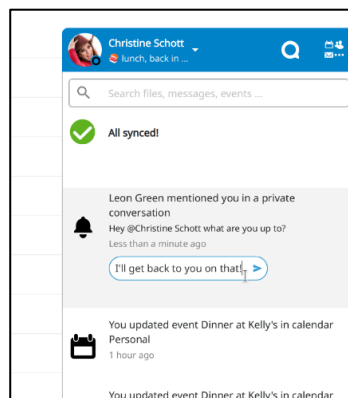 Christine Schott
lunch, back in ...
Search files, messages, events ...
All synced!
Leon Green mentioned you in a private
conversation
Hey @Christine Schott what are you up to?
Less than a minute ago
I'll get back to you on that!
You updated event Dinner at Kelly's in calendar
Personal
1 hour ago
You updated event Dinner at Kelly's in calendar